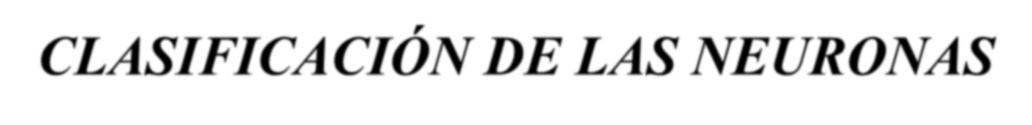 CLASIFICACIÓN DE LAS NEURONAS